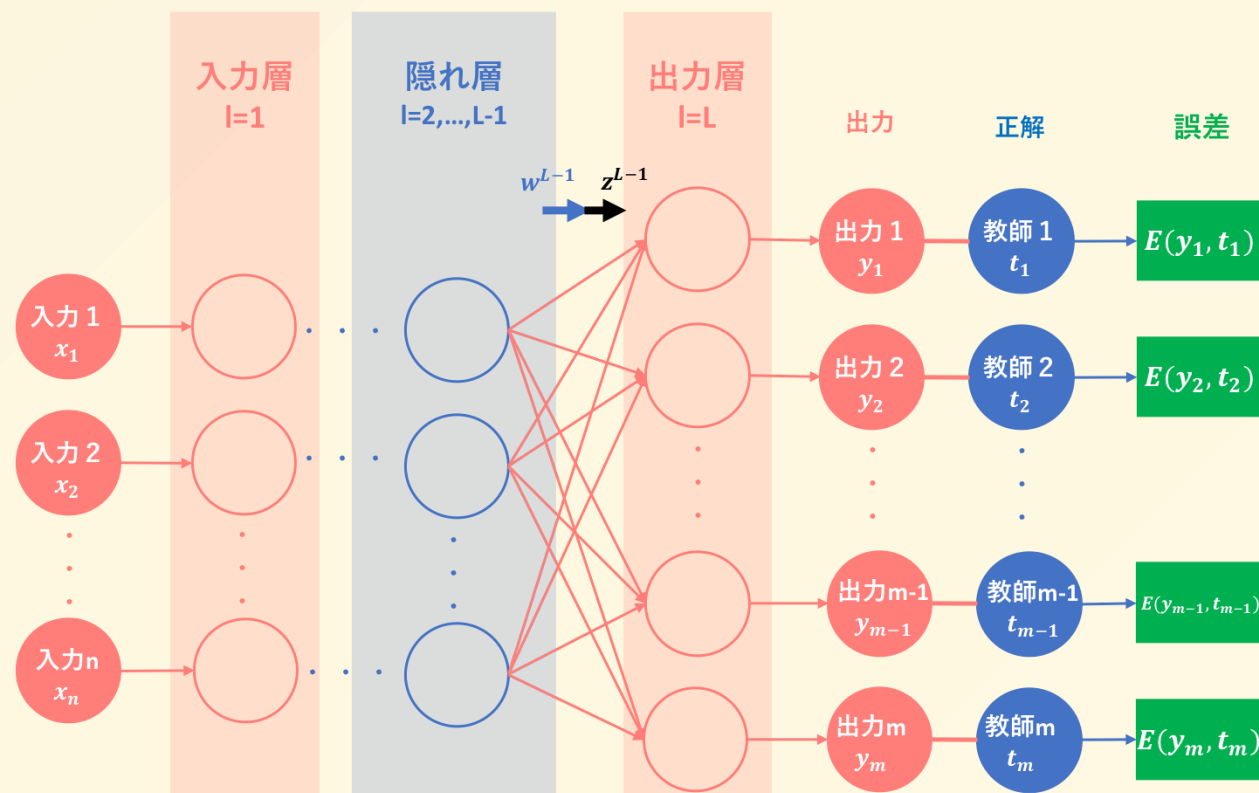 入力層
l=1
隠れ層
l=2,...,L-1
出力層
l=L
出力
正解
誤差
w^{L-1}
z^{L-1}
入力1
x_1
入力2
x_2
入力n
x_n
出力1
y_1
教師1
t_1
E(y_1, t_1)
出力2
y_2
教師2
t_2
E(y_2, t_2)
出力m-1
y_{m-1}
教師m-1
t_{m-1}
E(y_{m-1}, t_{m-1})
出力m
y_m
教師m
t_m
E(y_m, t_m)